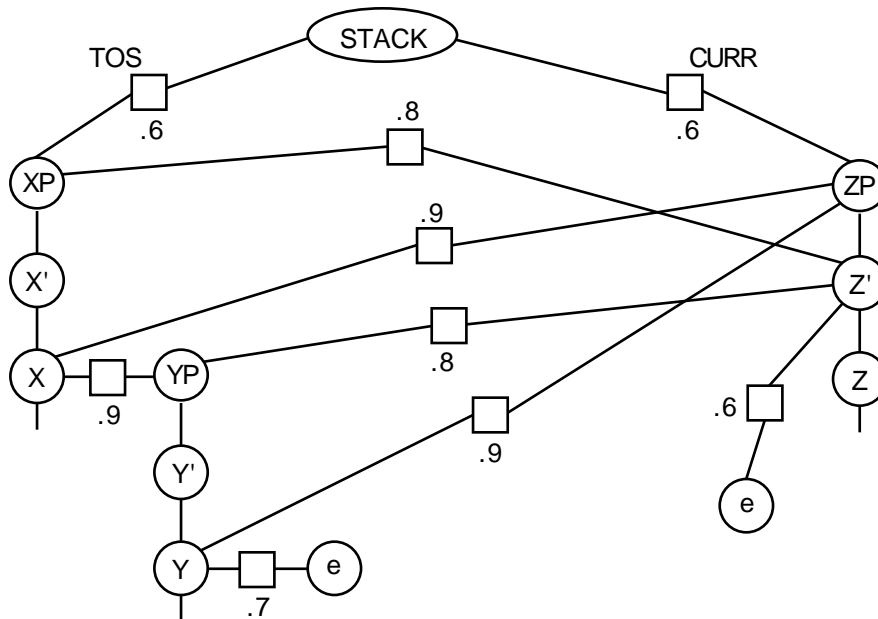 STACK
TOS
CURR
.6
.8
.6
XP
ZP
.9
X'
Z'
.8
X
.9
YP
Z
.6
.9
Y'
e
Y
e
.7